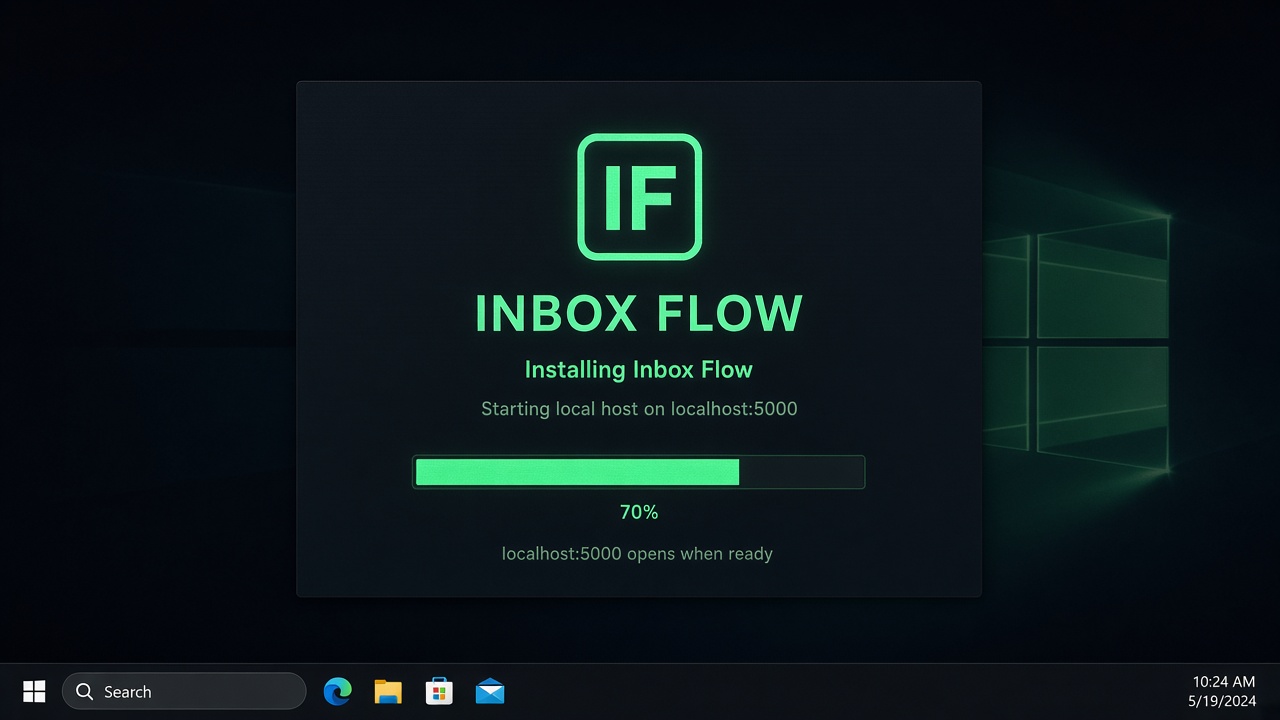 IF
INBOX FLOW
Installing Inbox Flow
Starting local host on localhost:5000
70%
localhost:5000 opens when ready
Search
10:24 AM
5/19/2024